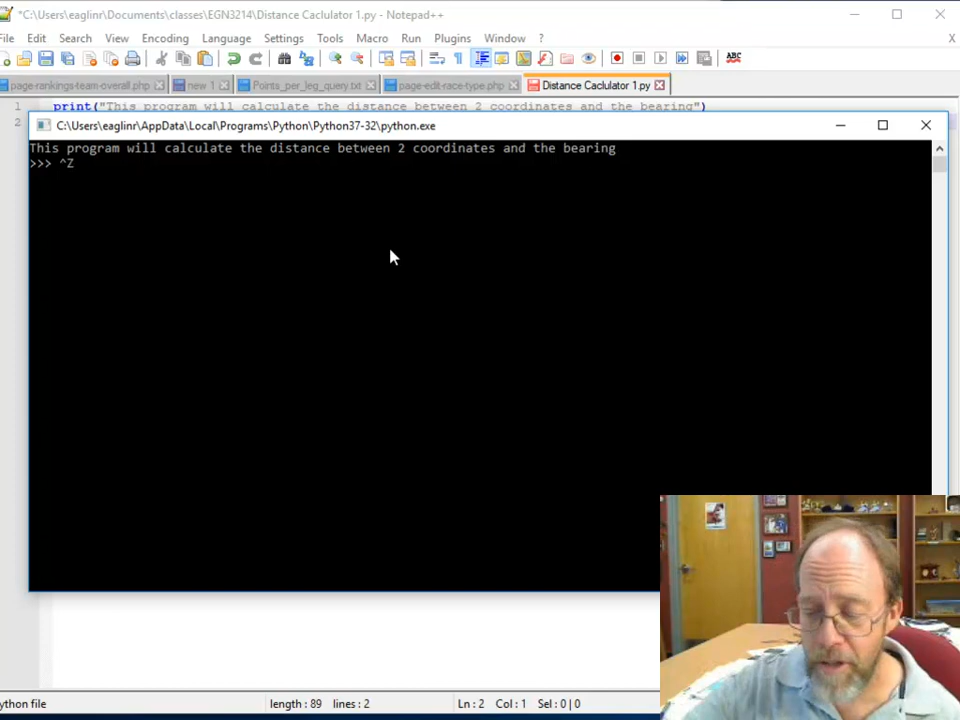 *C:\Users\eaglinr\Documents\classes\EGN3214\Distance Caclulator 1.py - Notepad++
File Edit Search View Encoding Language Settings Tools Macro Run Plugins Window ? X
page-rankings-team-overall.php new 1 Points_per_leg_query.txt page-edit-race-type.php Distance Caclulator 1.py
1 print("This program will calculate the distance between 2 coordinates and the bearing")
2
C:\Users\eaglinr\AppData\Local\Programs\Python\Python37-32\python.exe
This program will calculate the distance between 2 coordinates and the bearing
>>> ^Z
ython file length : 89 lines : 2 Ln : 2 Col : 1 Sel : 0 | 0